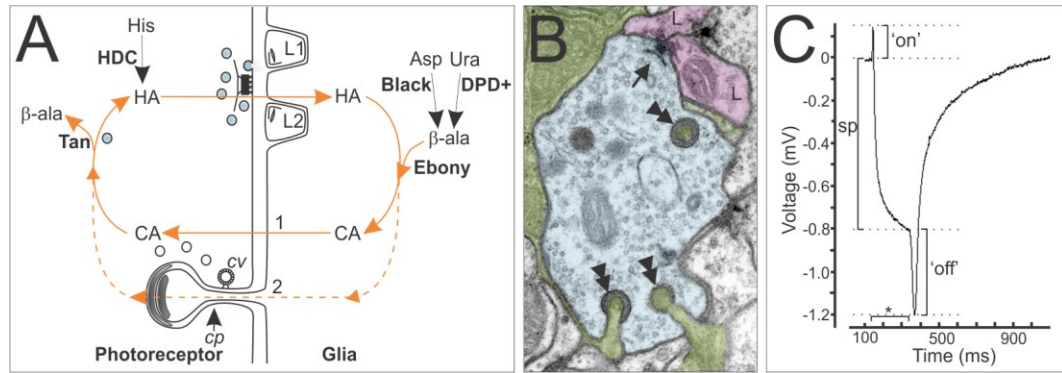 A
His
HDC
HA
β-ala
Tan
CA
cv
cp
Photoreceptor
L1
L2
HA
Asp Ura
Black DPD+
β-ala
Ebony
1
CA
2
Glia
B
L
L
C
'on'
sp
'off'
*
0
-0.2
-0.4
-0.6
-0.8
-1.0
-1.2
Voltage (mV)
100 500 900
Time (ms)